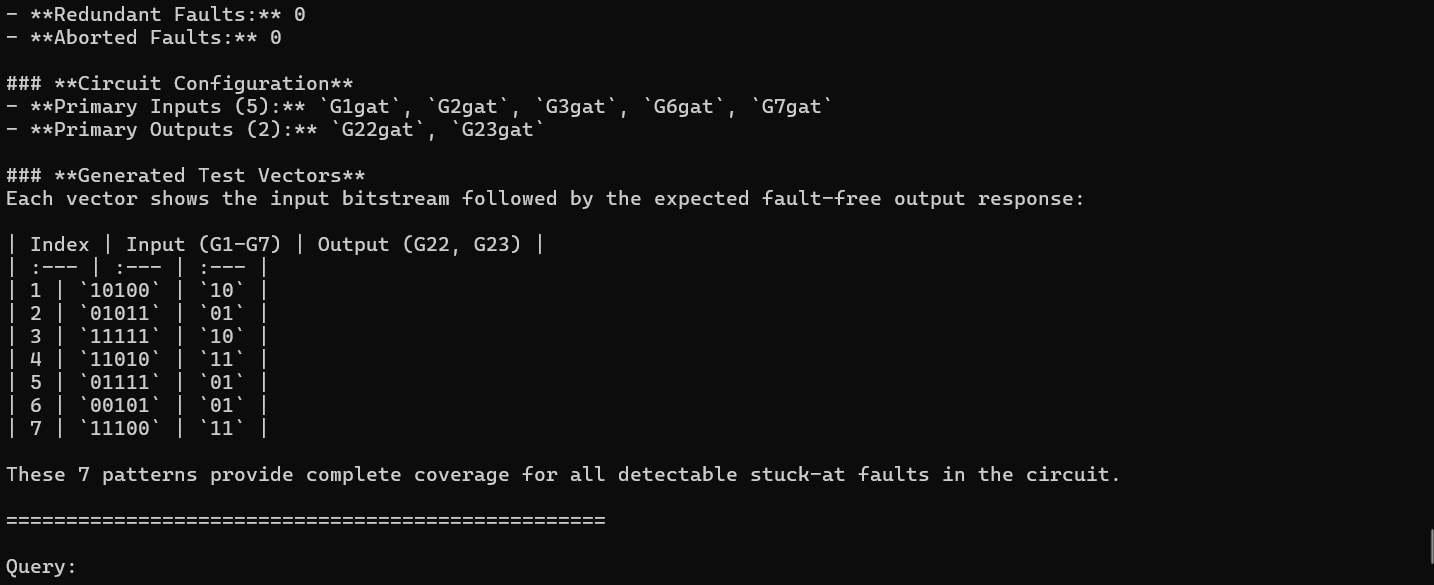 - **Redundant Faults:** 0
- **Aborted Faults:** 0
### **Circuit Configuration**
- **Primary Inputs (5):** `G1gat`, `G2gat`, `G3gat`, `G6gat`, `G7gat`
- **Primary Outputs (2):** `G22gat`, `G23gat`
### **Generated Test Vectors**
Each vector shows the input bitstream followed by the expected fault-free output response:
| Index | Input (G1-G7) | Output (G22, G23) |
| :--- | :--- | :--- |
| 1 | `10100` | `10` |
| 2 | `01011` | `01` |
| 3 | `11111` | `10` |
| 4 | `11010` | `11` |
| 5 | `01111` | `01` |
| 6 | `00101` | `01` |
| 7 | `11100` | `11` |
These 7 patterns provide complete coverage for all detectable stuck-at faults in the circuit.
==================================================
Query: